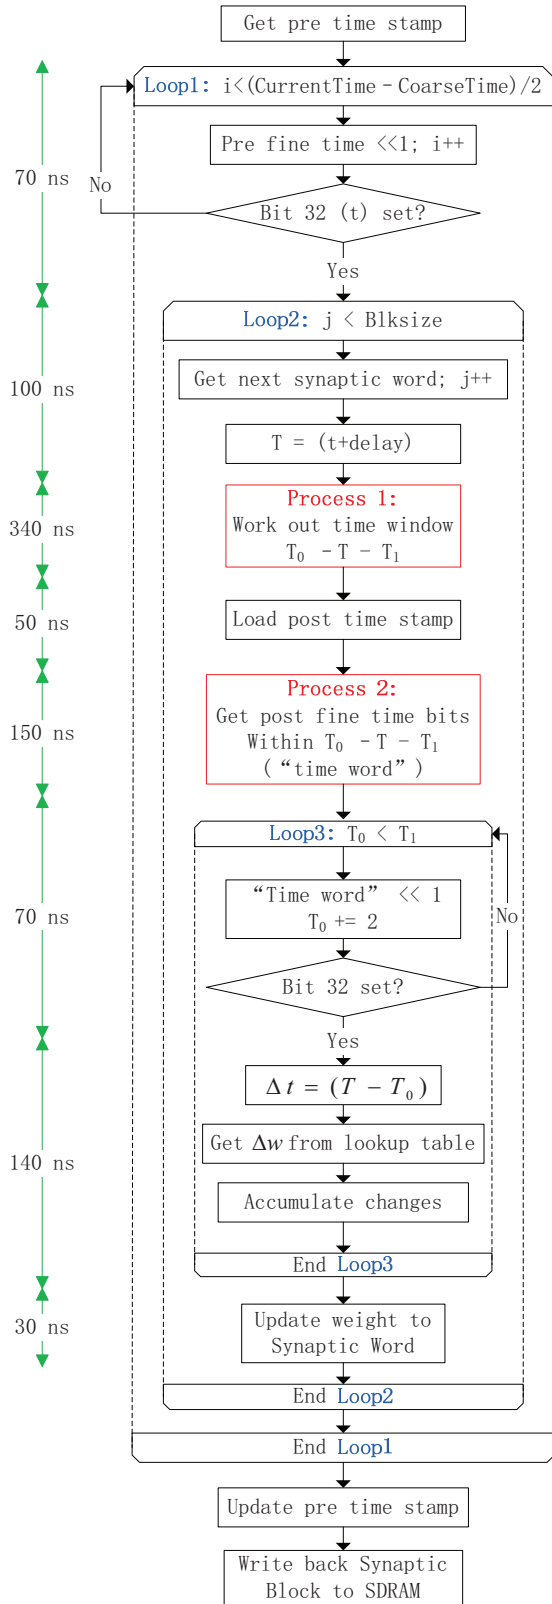 Get pre time stamp
Loop1: i<(CurrentTime-CoarseTime)/2
Pre fine time <<1; i++
70 ns
No
Bit 32 (t) set?
Yes
Loop2: j < Blksize
Get next synaptic word; j++
100 ns
T = (t+delay)
Process 1:
Work out time window
T₀ - T - T₁
340 ns
Load post time stamp
50 ns
Process 2:
Get post fine time bits
Within T₀ - T - T₁
(“time word”)
150 ns
Loop3: T₀ < T₁
“Time word” << 1
T₀ += 2
70 ns
No
Bit 32 set?
Yes
Δt = (T - T₀)
Get Δw from lookup table
140 ns
Accumulate changes
End Loop3
Update weight to
Synaptic Word
30 ns
End Loop2
End Loop1
Update pre time stamp
Write back Synaptic
Block to SDRAM